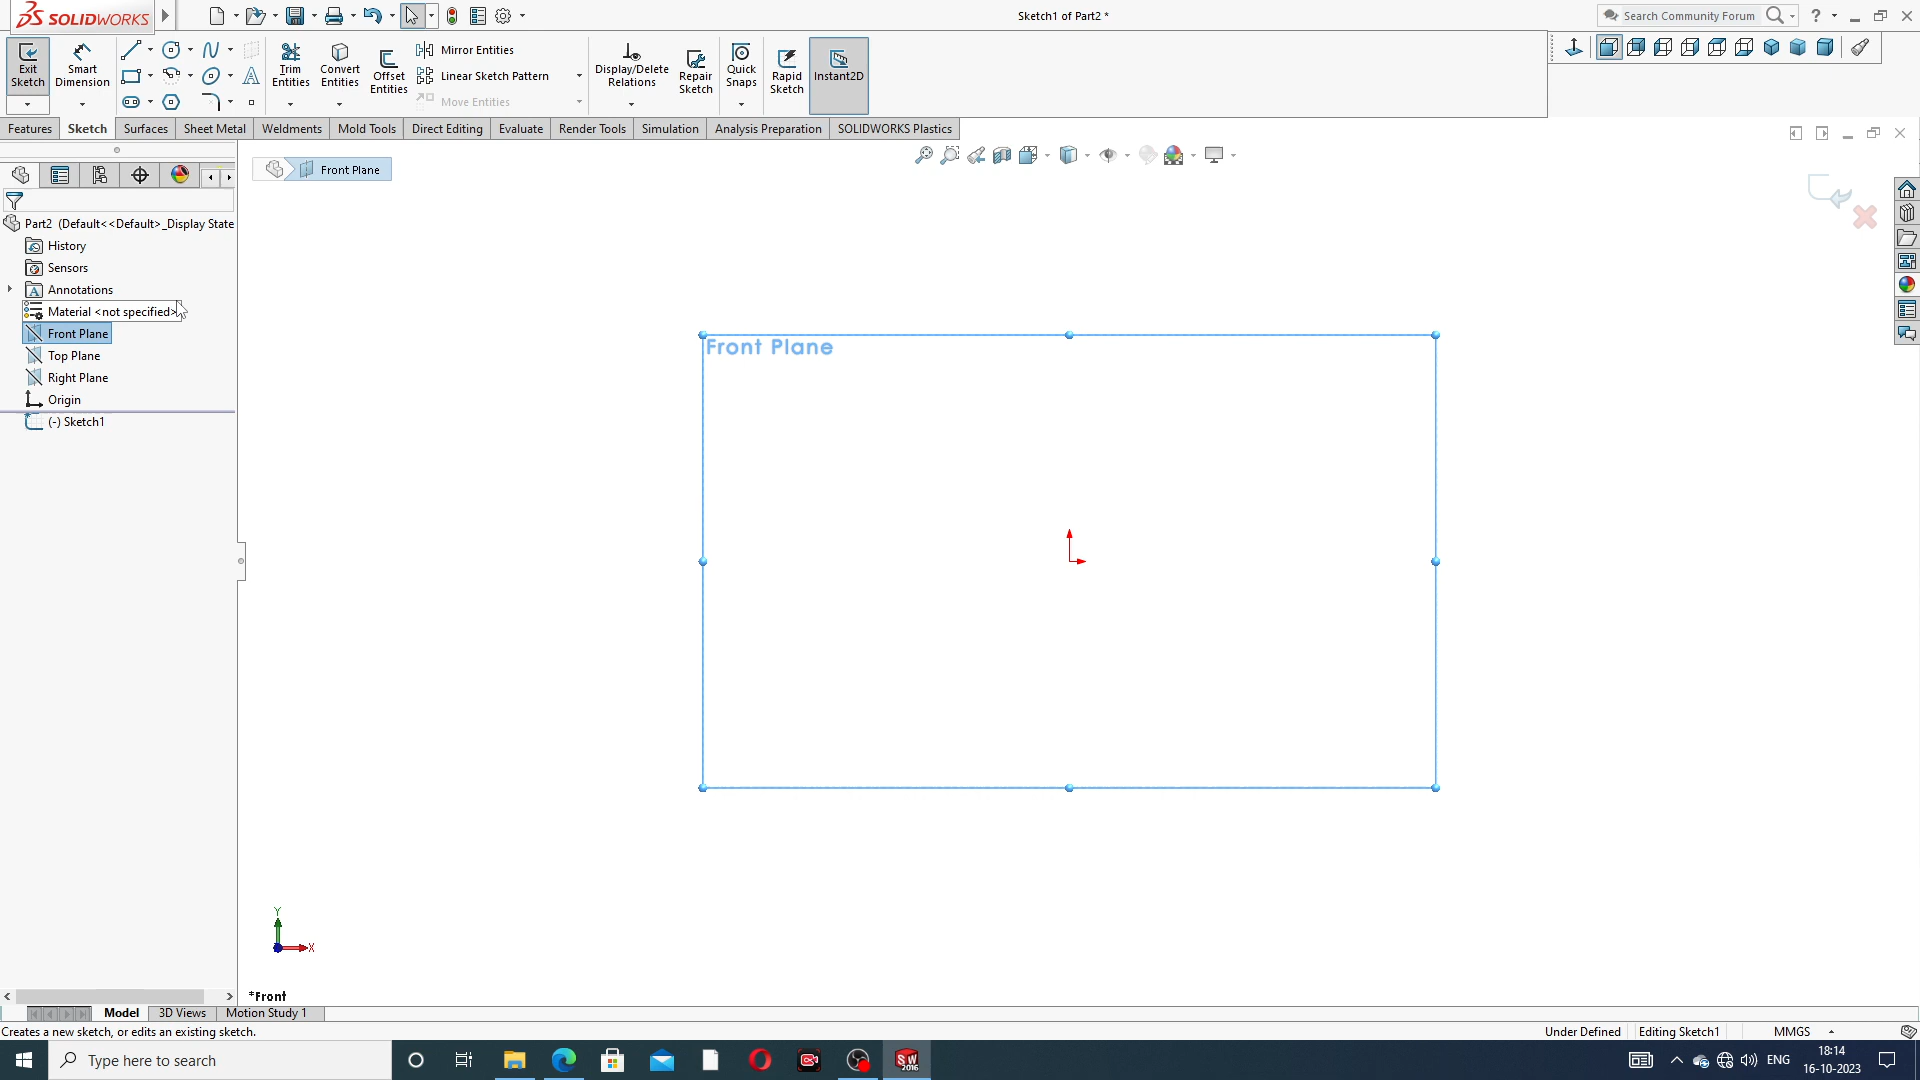 SOLIDWORKS
Sketch1 of Part2 *
Search Community Forum
?
Exit Sketch
Smart Dimension
Trim Entities
Convert Entities
Offset Entities
Mirror Entities
Linear Sketch Pattern
Move Entities
Display/Delete Relations
Repair Sketch
Quick Snaps
Rapid Sketch
Instant2D
Features
Sketch
Surfaces
Sheet Metal
Weldments
Mold Tools
Direct Editing
Evaluate
Render Tools
Simulation
Analysis Preparation
SOLIDWORKS Plastics
Front Plane
Part2 (Default<<Default>_Display State
History
Sensors
Annotations
Material <not specified>
Front Plane
Top Plane
Right Plane
Origin
(-) Sketch1
Front Plane
Y
X
*Front
Model
3D Views
Motion Study 1
Creates a new sketch, or edits an existing sketch.
Under Defined
Editing Sketch1
MMGS
Type here to search
SW 2016
ENG
18:14
16-10-2023